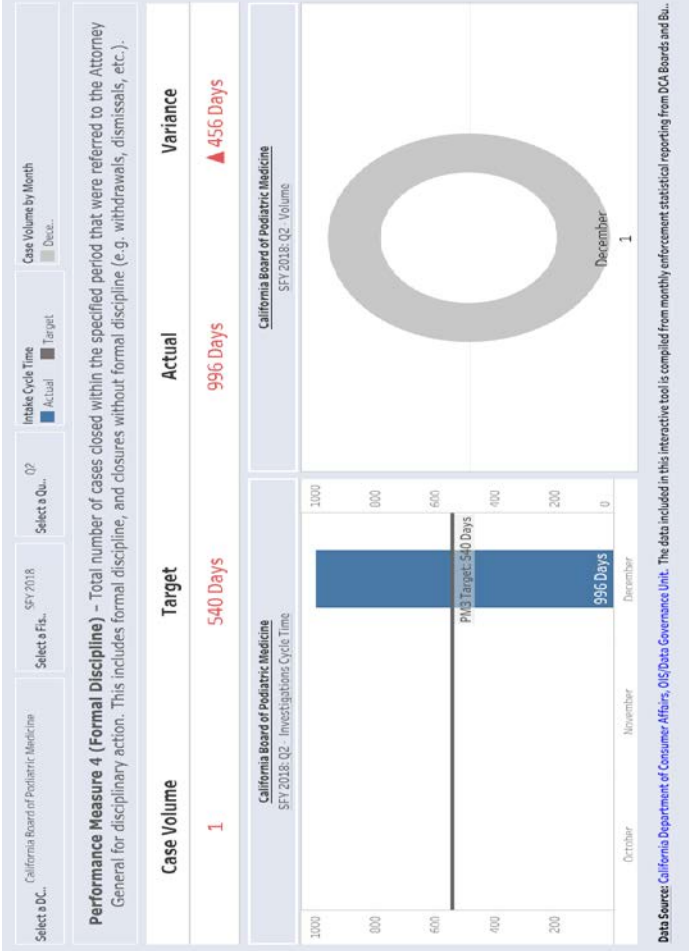 Select a DC..
California Board of Podiatric Medicine
Select a Fis..
SFY 2018
Select a Qu..
Q2
Intake Cycle Time
Actual
Target
Case Volume by Month
Dece..
Performance Measure 4 (Formal Discipline) – Total number of cases closed within the specified period that were referred to the Attorney
General for disciplinary action. This includes formal discipline, and closures without formal discipline (e.g. withdrawals, dismissals, etc.).
Case Volume
Target
Actual
Variance
1
540 Days
996 Days
▲ 456 Days
California Board of Podiatric Medicine
SFY 2018: Q2 - Investigations Cycle Time
1000
800
600
400
200
0
1000
800
600
400
200
0
PM3 Target: 540 Days
996 Days
October
November
December
California Board of Podiatric Medicine
SFY 2018: Q2 - Volume
December
1
Data Source: California Department of Consumer Affairs, OIS/Data Governance Unit. The data included in this interactive tool is compiled from monthly enforcement statistical reporting from DCA Boards and Bu..